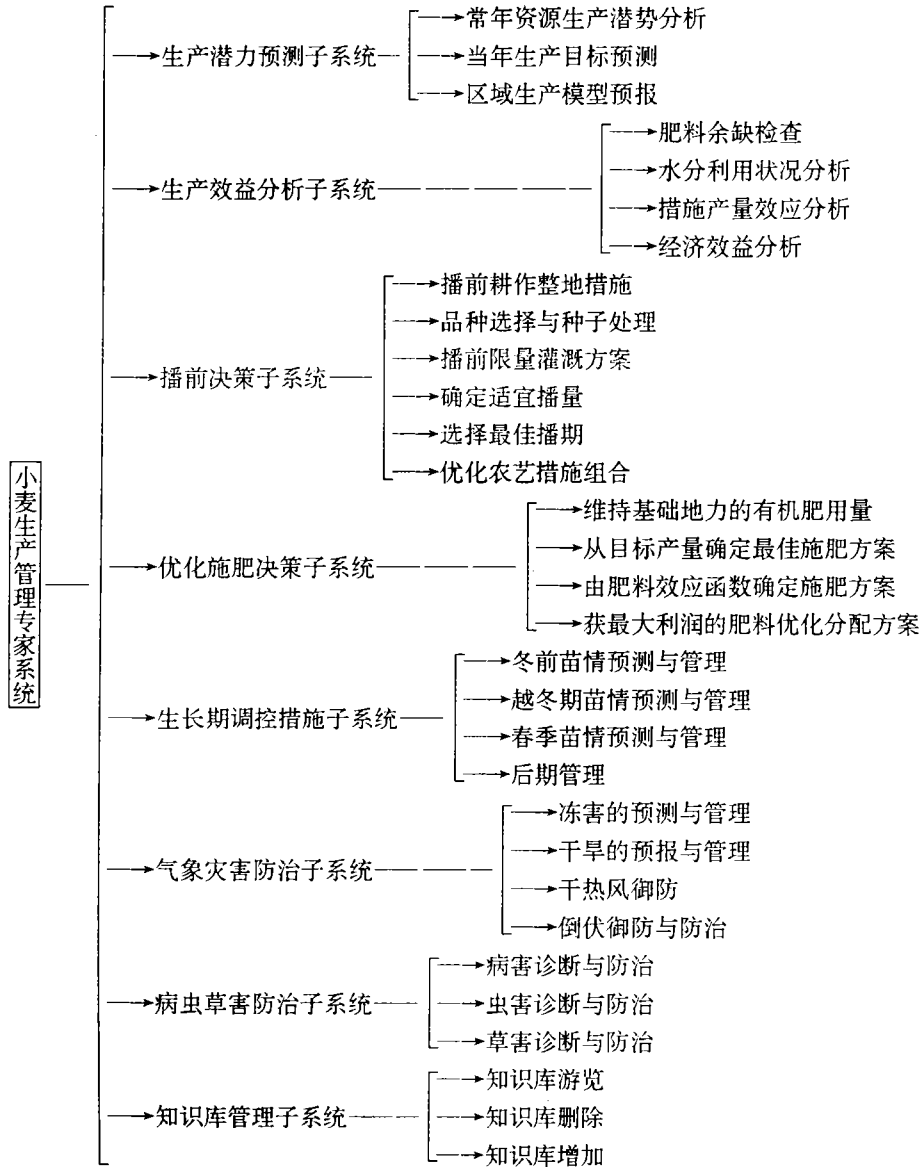 小麦生产管理专家系统
生产潜力预测子系统
常年资源生产潜势分析
当年生产目标预测
区域生产模型预报
生产效益分析子系统
肥料余缺检查
水分利用状况分析
措施产量效应分析
经济效益分析
播前决策子系统
播前耕作整地措施
品种选择与种子处理
播前限量灌溉方案
确定适宜播量
选择最佳播期
优化农艺措施组合
优化施肥决策子系统
维持基础地力的有机肥用量
从目标产量确定最佳施肥方案
由肥料效应函数确定施肥方案
获最大利润的肥料优化分配方案
生长期调控措施子系统
冬前苗情预测与管理
越冬期苗情预测与管理
春季苗情预测与管理
后期管理
气象灾害防治子系统
冻害的预测与管理
干旱的预报与管理
干热风御防
倒伏御防与防治
病虫草害防治子系统
病害诊断与防治
虫害诊断与防治
草害诊断与防治
知识库管理子系统
知识库游览
知识库删除
知识库增加